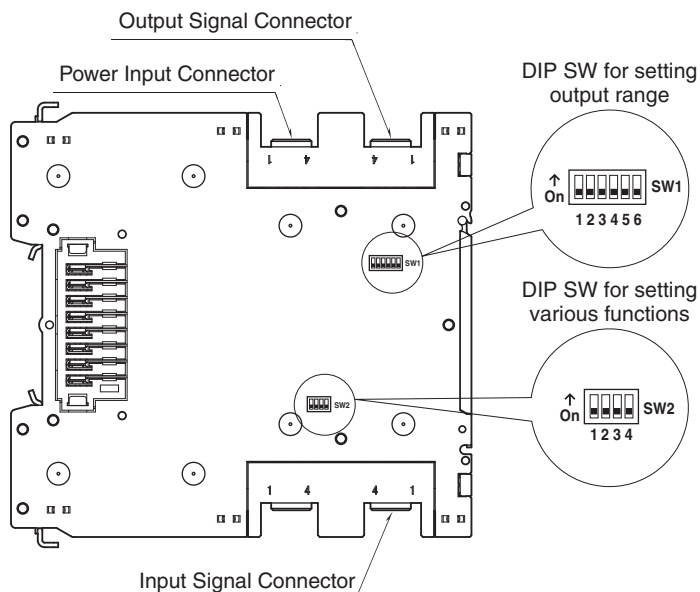 Output Signal Connector
Power Input Connector
DIP SW for setting
output range
1 4 4 1
↑
On
SW1
1 2 3 4 5 6
SW1
DIP SW for setting
various functions
↑
On
SW2
1 2 3 4
SW2
1 4 4 1
Input Signal Connector